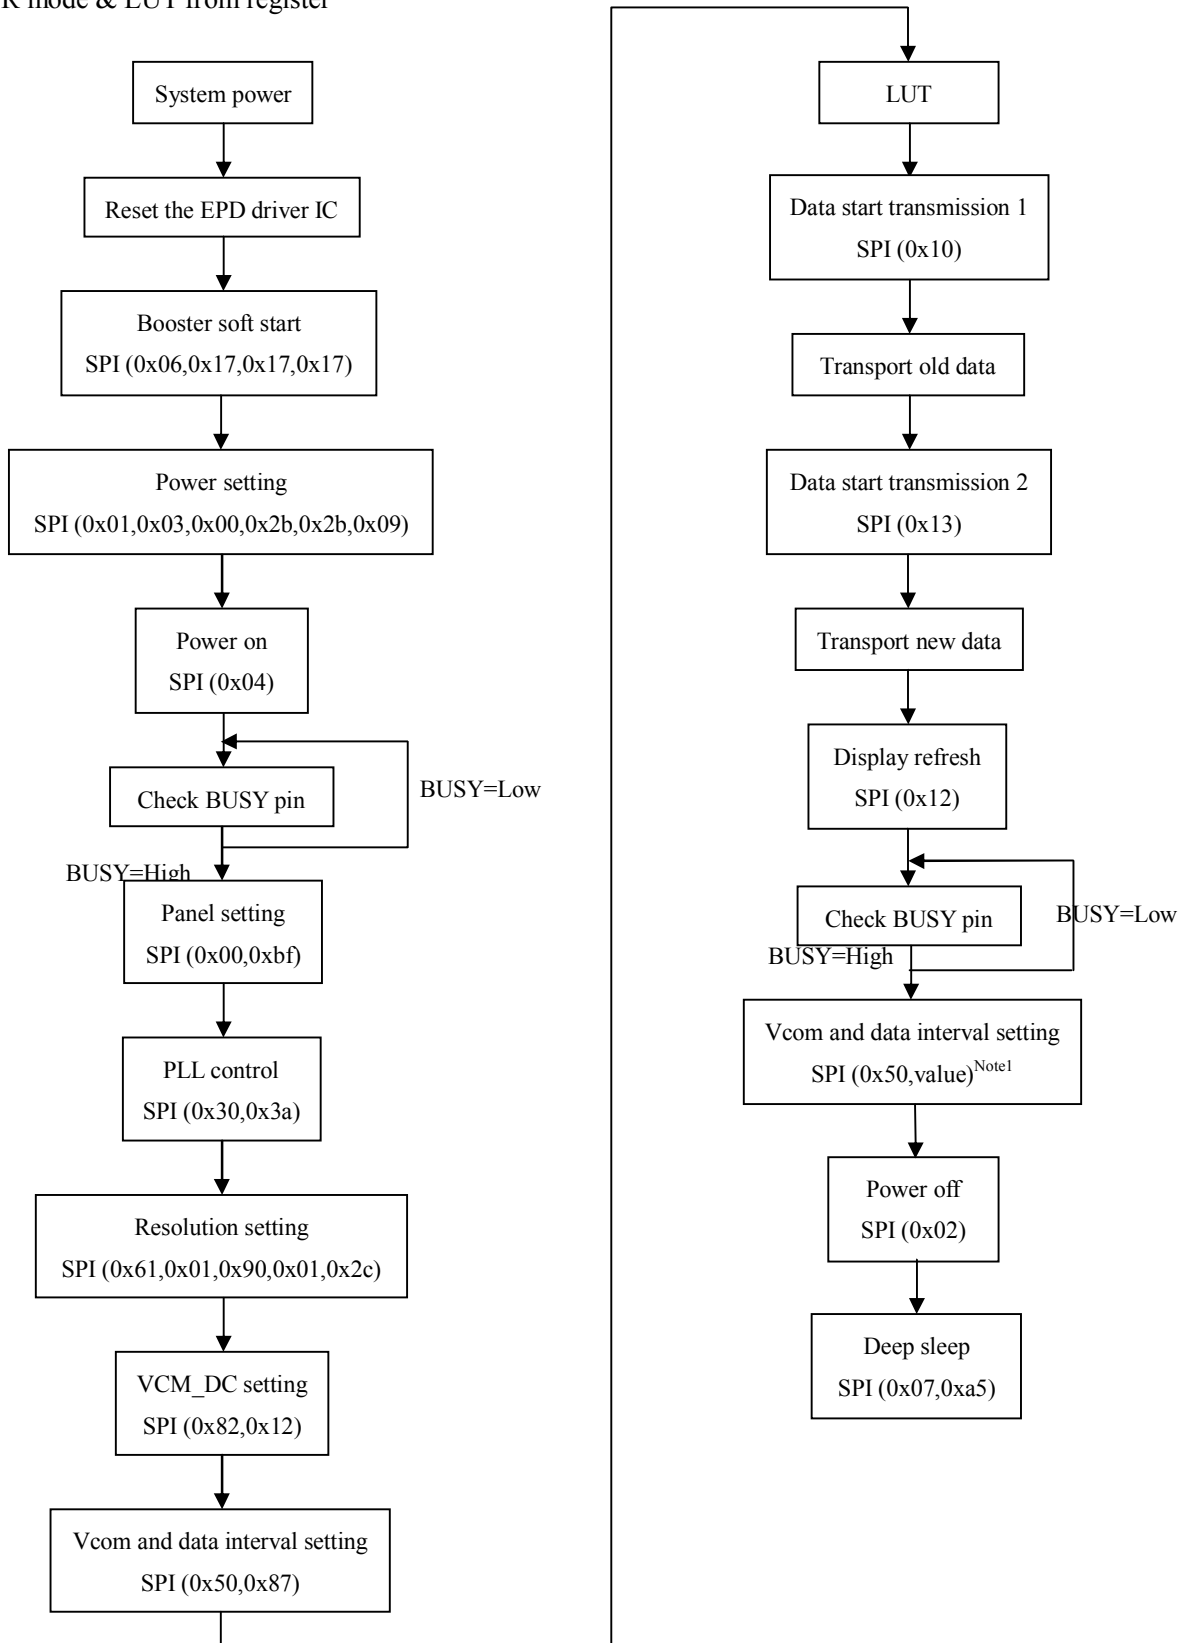 R mode & LUT from register
System power
Reset the EPD driver IC
Booster soft start
SPI (0x06,0x17,0x17,0x17)
Power setting
SPI (0x01,0x03,0x00,0x2b,0x2b,0x09)
Power on
SPI (0x04)
Check BUSY pin
BUSY=Low
BUSY=High
Panel setting
SPI (0x00,0xbf)
PLL control
SPI (0x30,0x3a)
Resolution setting
SPI (0x61,0x01,0x90,0x01,0x2c)
VCM_DC setting
SPI (0x82,0x12)
Vcom and data interval setting
SPI (0x50,0x87)
LUT
Data start transmission 1
SPI (0x10)
Transport old data
Data start transmission 2
SPI (0x13)
Transport new data
Display refresh
SPI (0x12)
Check BUSY pin
BUSY=Low
BUSY=High
Vcom and data interval setting
SPI (0x50,value)Note1
Power off
SPI (0x02)
Deep sleep
SPI (0x07,0xa5)